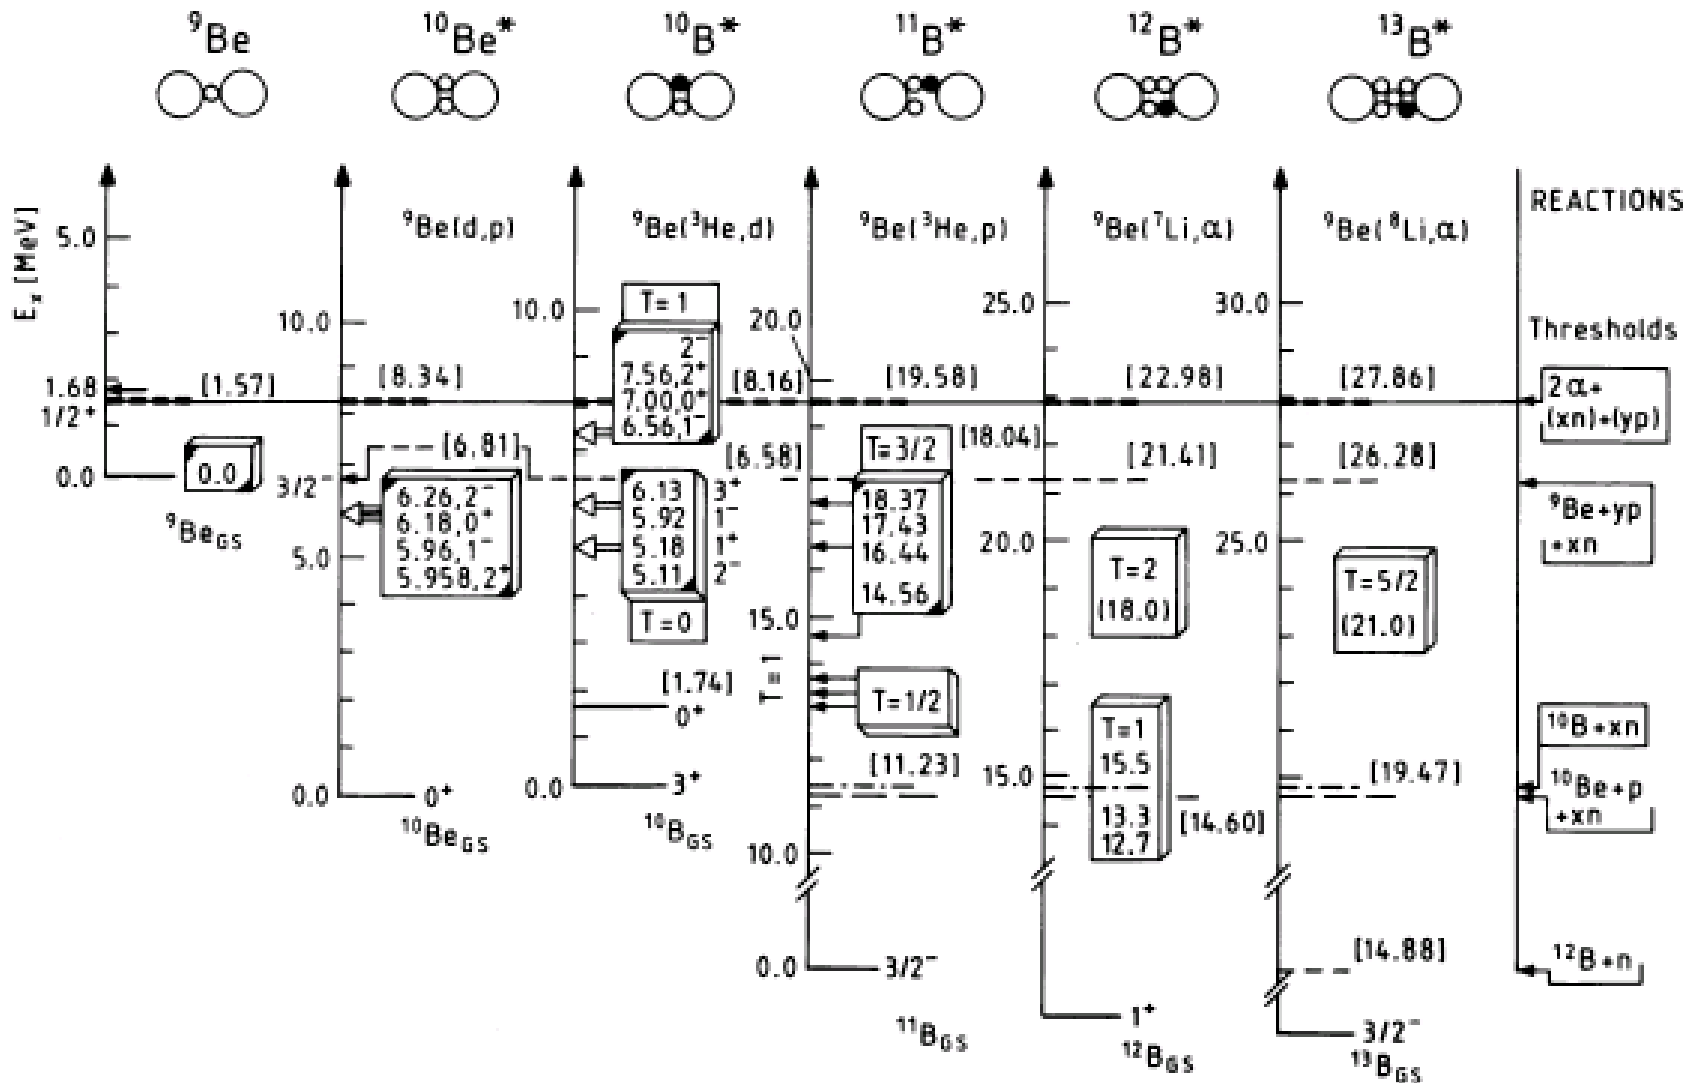 ⁹Be ¹⁰Be* ¹⁰B* ¹¹B* ¹²B* ¹³B*
Eₓ [MeV]
5.0
1.68
1/2⁺
0.0
3/2⁻
[1.57]
0.0
⁹Be_GS
⁹Be(d,p)
10.0
[8.34]
[6.81]
6.26,2⁻
6.18,0⁺
5.96,1⁻
5.958,2⁺
5.0
0.0
0⁺
¹⁰Be_GS
⁹Be(³He,d)
10.0
T=1
2⁻
7.56,2⁺
7.00,0⁺
6.56,1⁻
[8.16]
[6.58]
6.13 3⁺
5.92 1⁻
5.18 1⁺
5.11 2⁻
T=0
[1.74]
0⁺
T=1
0.0
3⁺
¹⁰B_GS
⁹Be(³He,p)
20.0
[19.58]
[18.04]
T=3/2
18.37
17.43
16.44
14.56
15.0
T=1/2
[11.23]
10.0
0.0
3/2⁻
¹¹B_GS
⁹Be(⁷Li,α)
25.0
[22.98]
[21.41]
20.0
T=2
(18.0)
T=1
15.5
13.3
12.7
15.0
[14.60]
1⁺
¹²B_GS
⁹Be(⁸Li,α)
30.0
[27.86]
[26.28]
25.0
T=5/2
(21.0)
[19.47]
[14.88]
3/2⁻
¹³B_GS
REACTIONS
Thresholds
2α+
(xn)+(yp)
⁹Be+yp
+xn
¹⁰B+xn
¹⁰Be+p
+xn
¹²B+n